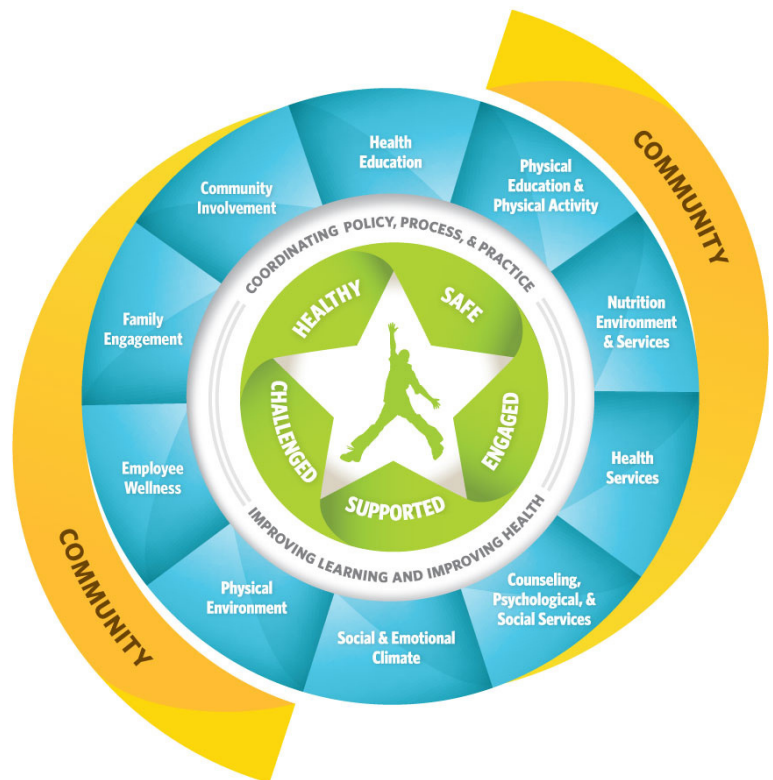 COMMUNITY
Health
Education
Physical
Education &
Physical Activity
Nutrition
Environment
& Services
Health
Services
Counseling,
Psychological, &
Social Services
Social & Emotional
Climate
Physical
Environment
Employee
Wellness
Family
Engagement
Community
Involvement
COORDINATING POLICY, PROCESS, & PRACTICE
IMPROVING LEARNING AND IMPROVING HEALTH
HEALTHY
SAFE
ENGAGED
SUPPORTED
CHALLENGED
COMMUNITY